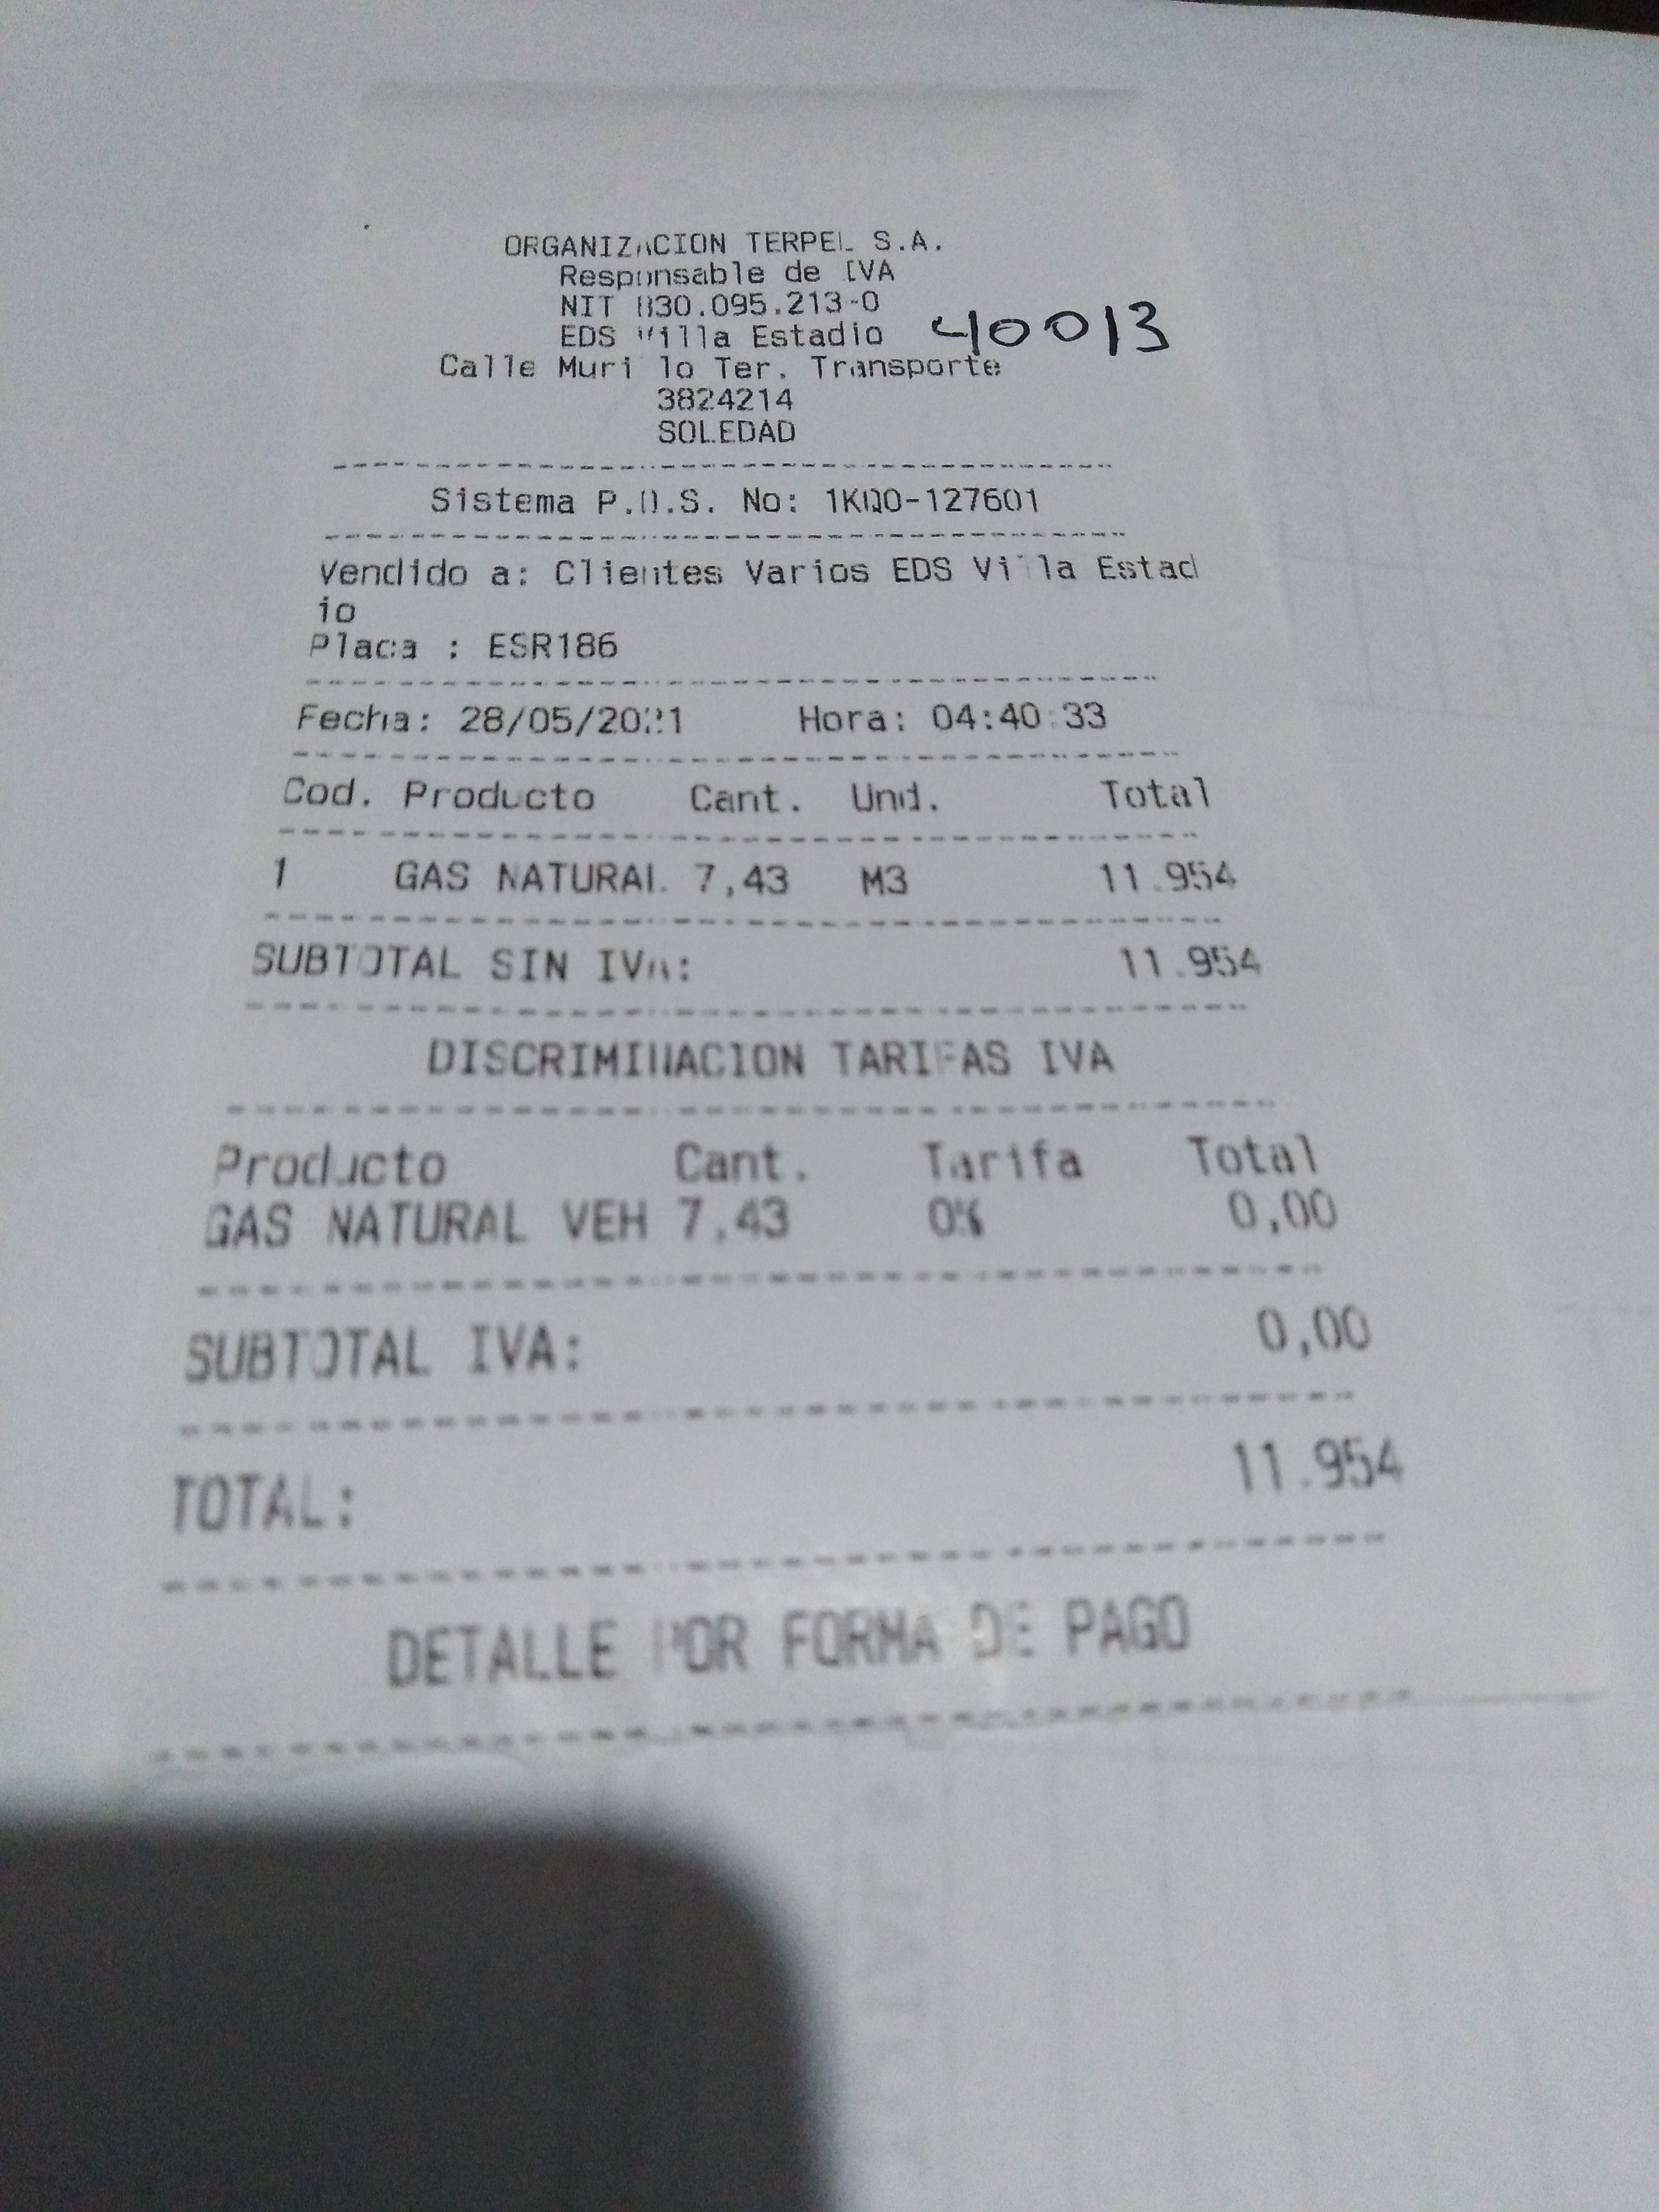 ORGANIZACION TERPEL S.A.
Responsable de IVA
NIT 830.095.213-0
EDS Villa Estadio 40013
Calle Murillo Ter. Transporte
3824214
SOLEDAD
Sistema P.O.S. No: 1KQ0-127601
Vendido a: Clientes Varios EDS Villa Estad
io
Placa : ESR186
Fecha: 28/05/2021 Hora: 04:40:33
Cod. Producto Cant. Und. Total
1 GAS NATURAL 7,43 M3 11.954
SUBTOTAL SIN IVA: 11.954
DISCRIMINACION TARIFAS IVA
Producto Cant. Tarifa Total
GAS NATURAL VEH 7,43 0% 0,00
SUBTOTAL IVA: 0,00
TOTAL: 11.954
DETALLE POR FORMA DE PAGO